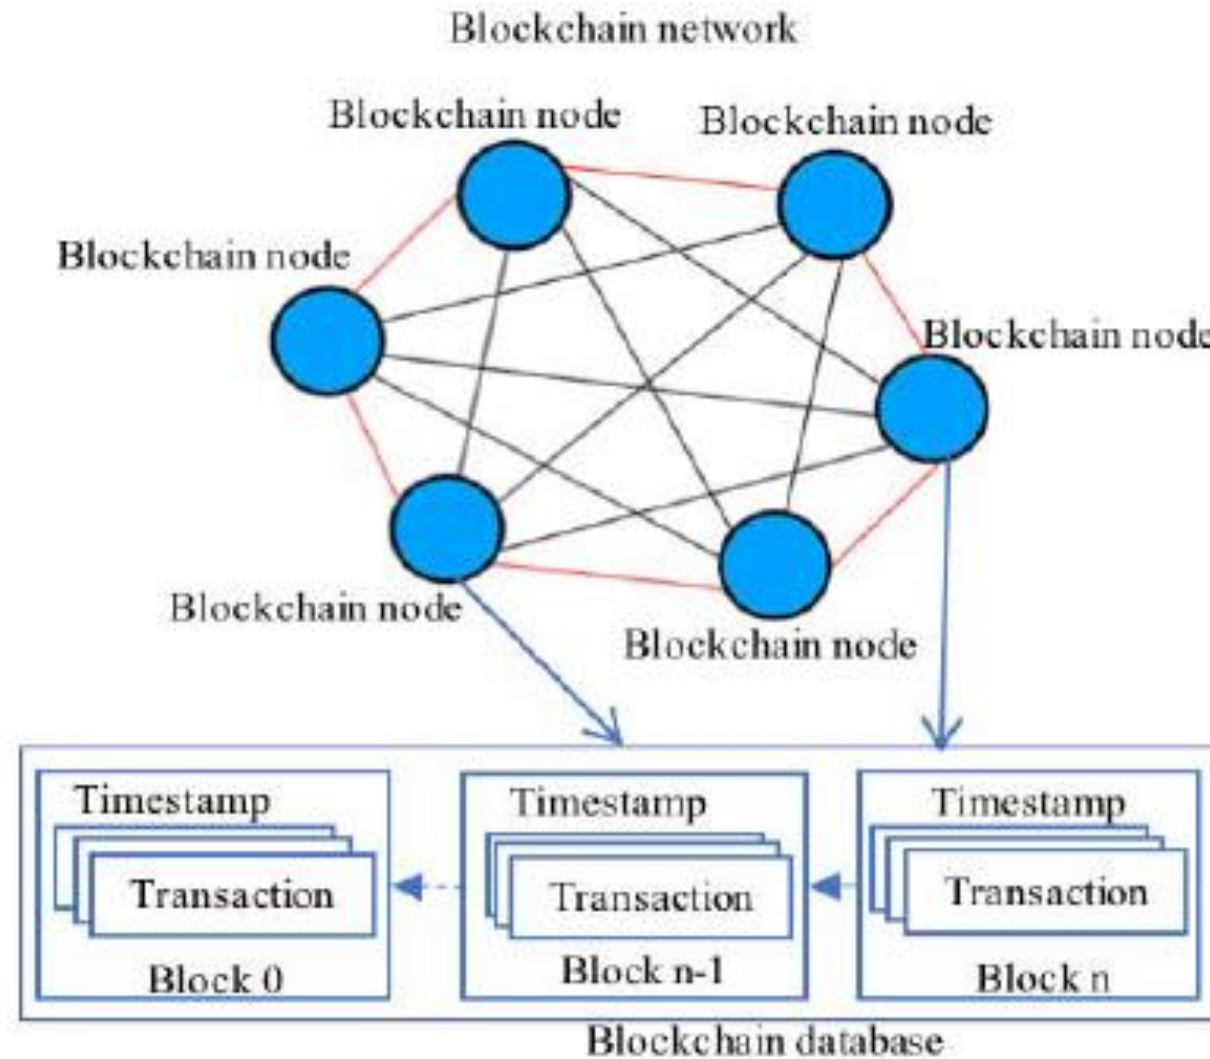 Blockchain network
Blockchain node
Blockchain node
Blockchain node
Blockchain node
Blockchain node
Blockchain node
Timestamp
Transaction
Block 0
Timestamp
Transaction
Block n-1
Timestamp
Transaction
Block n
Blockchain database